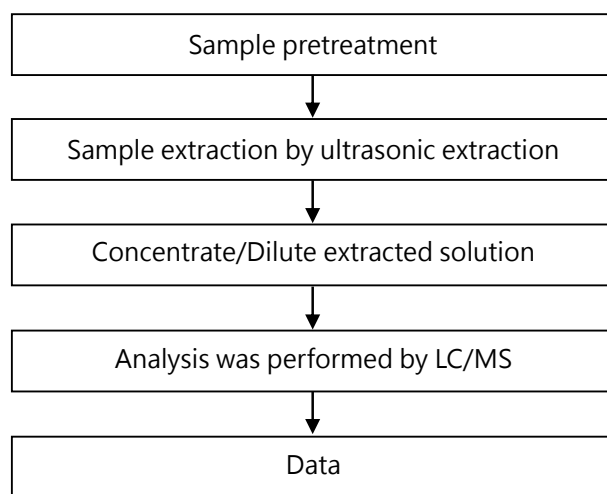 Sample pretreatment
Sample extraction by ultrasonic extraction
Concentrate/Dilute extracted solution
Analysis was performed by LC/MS
Data